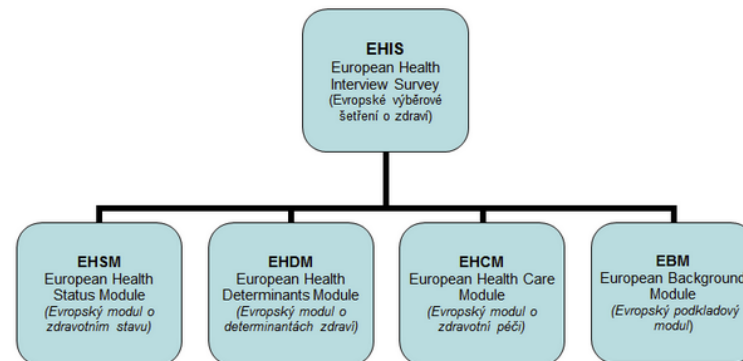 EHIS
European Health
Interview Survey
(Evropské výběrové
šetření o zdraví)
EHSM
European Health
Status Module
(Evropský modul o
zdravotním stavu)
EHDM
European Health
Determinants Module
(Evropský modul o
determinantách zdraví)
EHCM
European Health Care
Module
(Evropský modul o
zdravotní péči)
EBM
European Background
Module
(Evropský podkladový
modul)